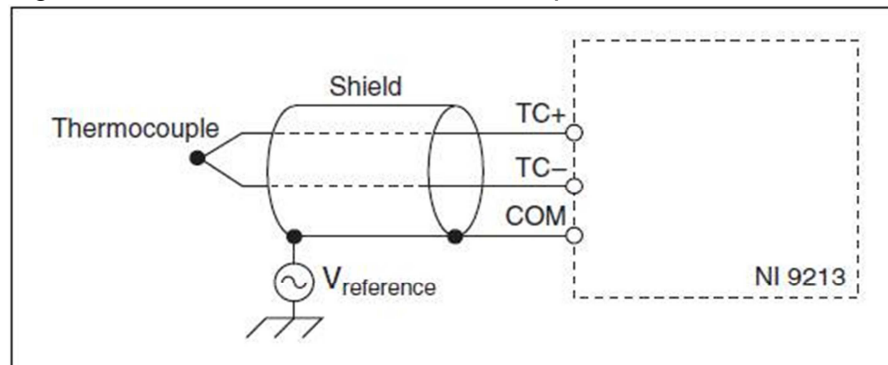 Shield
Thermocouple
TC+
TC–
COM
Vreference
NI 9213